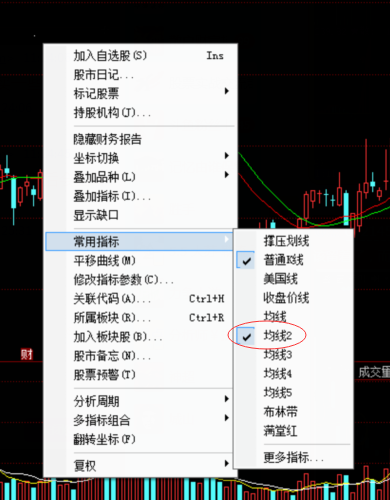 加入自选股(S) Ins
股市日记...
标记股票
持股机构(J)...
隐藏财务报告
坐标切换
叠加品种(L)
叠加指标(I)...
显示缺口
常用指标
平移曲线(M)
修改指标参数(C)...
关联代码(A)... Ctrl+H
所属板块(R)... Ctrl+R
加入板块股(B)...
股市备忘(N)...
股票预警(T)
分析周期
多指标组合
翻转坐标(F)
复权
撑压划线
普通K线
美国线
收盘价线
均线
均线2
均线3
均线4
均线5
布林带
满堂红
更多指标...
财
成交量